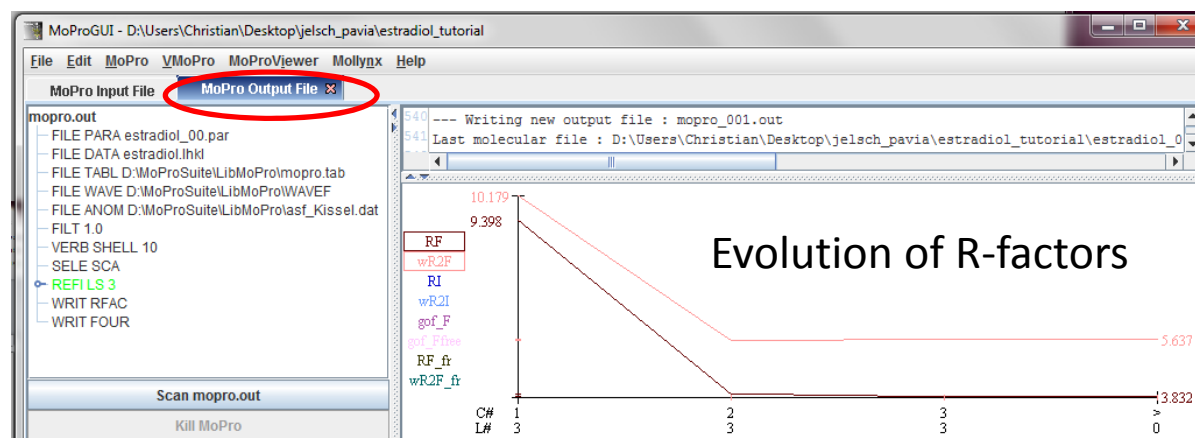 MoProGUI - D:\Users\Christian\Desktop\jelsch_pavia\estradiol_tutorial
File Edit MoPro VMoPro MoProViewer Mollynx Help
MoPro Input File MoPro Output File
mopro.out
FILE PARA estradiol_00.par
FILE DATA estradiol.lhkl
FILE TABL D:\MoProSuite\LibMoPro\mopro.tab
FILE WAVE D:\MoProSuite\LibMoPro\WAVEF
FILE ANOM D:\MoProSuite\LibMoPro\asf_Kissel.dat
FILT 1.0
VERB SHELL 10
SELE SCA
REFI LS 3
WRIT RFAC
WRIT FOUR
Scan mopro.out
Kill MoPro
540 --- Writing new output file : mopro_001.out
541 Last molecular file : D:\Users\Christian\Desktop\jelsch_pavia\estradiol_tutorial\estradiol_0
10.179
9.398
Evolution of R-factors
RF
wR2F
RI
wR2I
gof_F
gof_Ffree
RF_fr
wR2F_fr
5.637
3.832
C# 1 2 3 >
L# 3 3 3 0